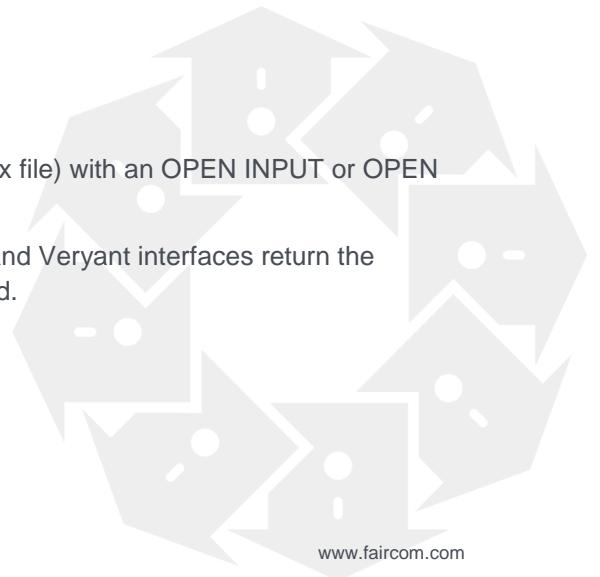 x file) with an OPEN INPUT or OPEN
nd Veryant interfaces return the
d.
www.faircom.com